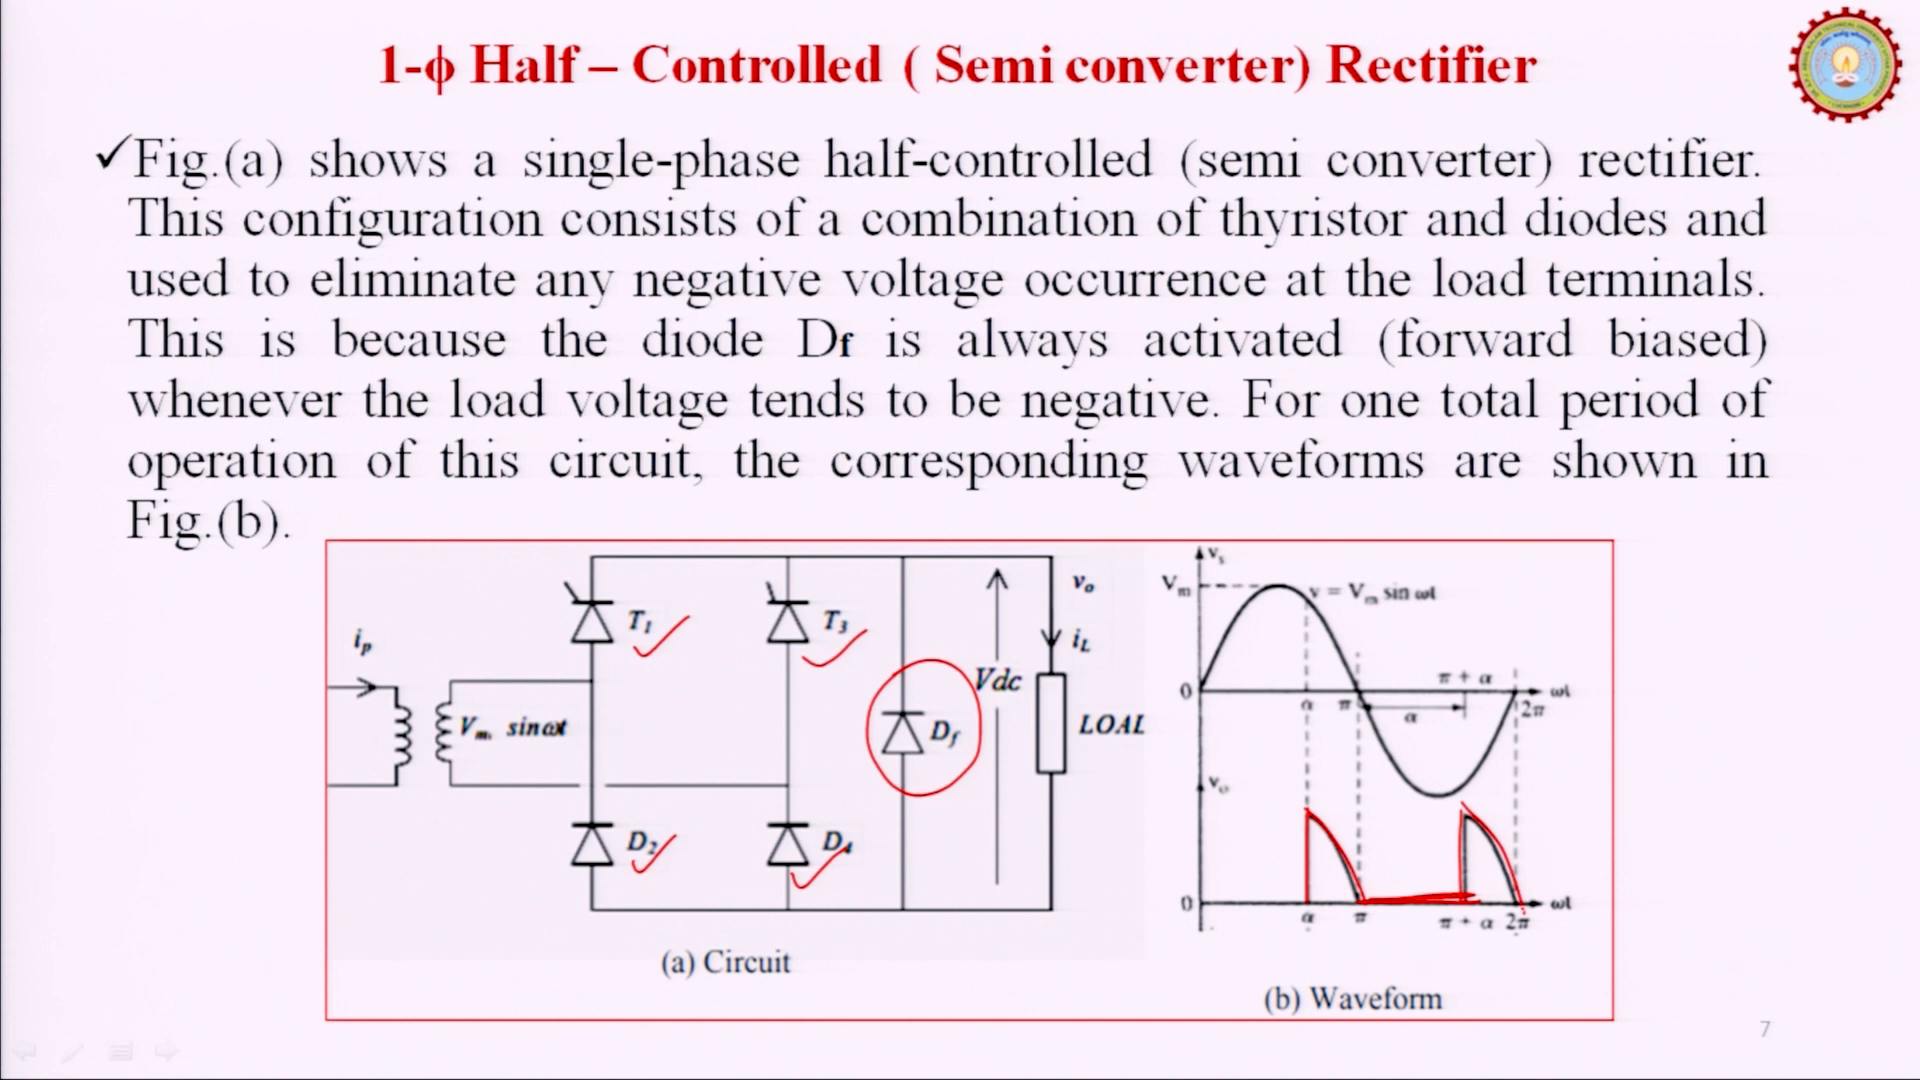 1-ϕ Half – Controlled ( Semi converter) Rectifier
✓Fig.(a) shows a single-phase half-controlled (semi converter) rectifier.
This configuration consists of a combination of thyristor and diodes and
used to eliminate any negative voltage occurrence at the load terminals.
This is because the diode Df is always activated (forward biased)
whenever the load voltage tends to be negative. For one total period of
operation of this circuit, the corresponding waveforms are shown in
Fig.(b).
ip
Vm sinωt
T1
T3
D2
D4
Df
Vdc
vo
iL
LOAL
(a) Circuit
vs
Vm
v = Vm sin ωt
0
α
π
π + α
α
2π
ωt
vo
0
α
π
π + α
2π
ωt
(b) Waveform
7